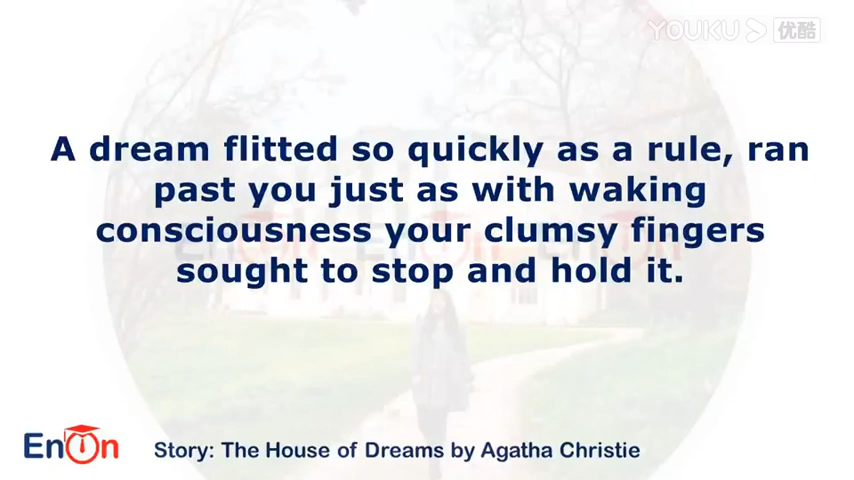 YOUKU 优酷
A dream flitted so quickly as a rule, ran
past you just as with waking
consciousness your clumsy fingers
sought to stop and hold it.
EnOn
Story: The House of Dreams by Agatha Christie